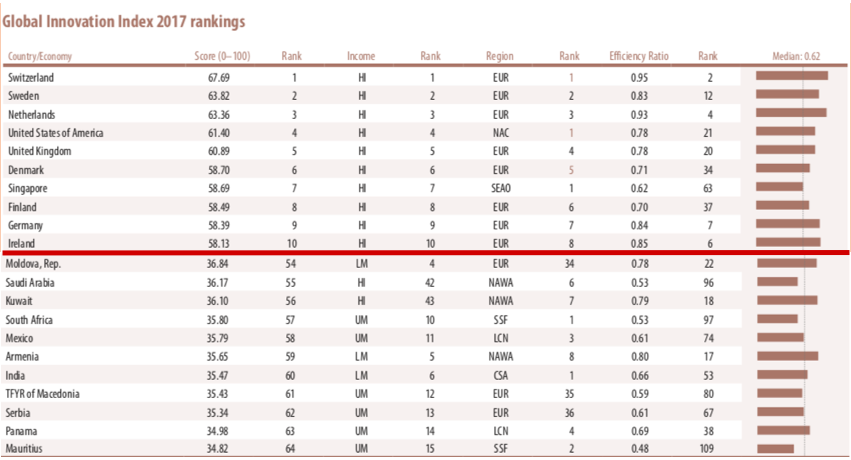 Global Innovation Index 2017 rankings
Country/Economy Score (0–100) Rank Income Rank Region Rank Efficiency Ratio Rank Median: 0.62
Switzerland 67.69 1 HI 1 EUR 1 0.95 2
Sweden 63.82 2 HI 2 EUR 2 0.83 12
Netherlands 63.36 3 HI 3 EUR 3 0.93 4
United States of America 61.40 4 HI 4 NAC 1 0.78 21
United Kingdom 60.89 5 HI 5 EUR 4 0.78 20
Denmark 58.70 6 HI 6 EUR 5 0.71 34
Singapore 58.69 7 HI 7 SEAO 1 0.62 63
Finland 58.49 8 HI 8 EUR 6 0.70 37
Germany 58.39 9 HI 9 EUR 7 0.84 7
Ireland 58.13 10 HI 10 EUR 8 0.85 6
Moldova, Rep. 36.84 54 LM 4 EUR 34 0.78 22
Saudi Arabia 36.17 55 HI 42 NAWA 6 0.53 96
Kuwait 36.10 56 HI 43 NAWA 7 0.79 18
South Africa 35.80 57 UM 10 SSF 1 0.53 97
Mexico 35.79 58 UM 11 LCN 3 0.61 74
Armenia 35.65 59 LM 5 NAWA 8 0.80 17
India 35.47 60 LM 6 CSA 1 0.66 53
TFYR of Macedonia 35.43 61 UM 12 EUR 35 0.59 80
Serbia 35.34 62 UM 13 EUR 36 0.61 67
Panama 34.98 63 UM 14 LCN 4 0.69 38
Mauritius 34.82 64 UM 15 SSF 2 0.48 109